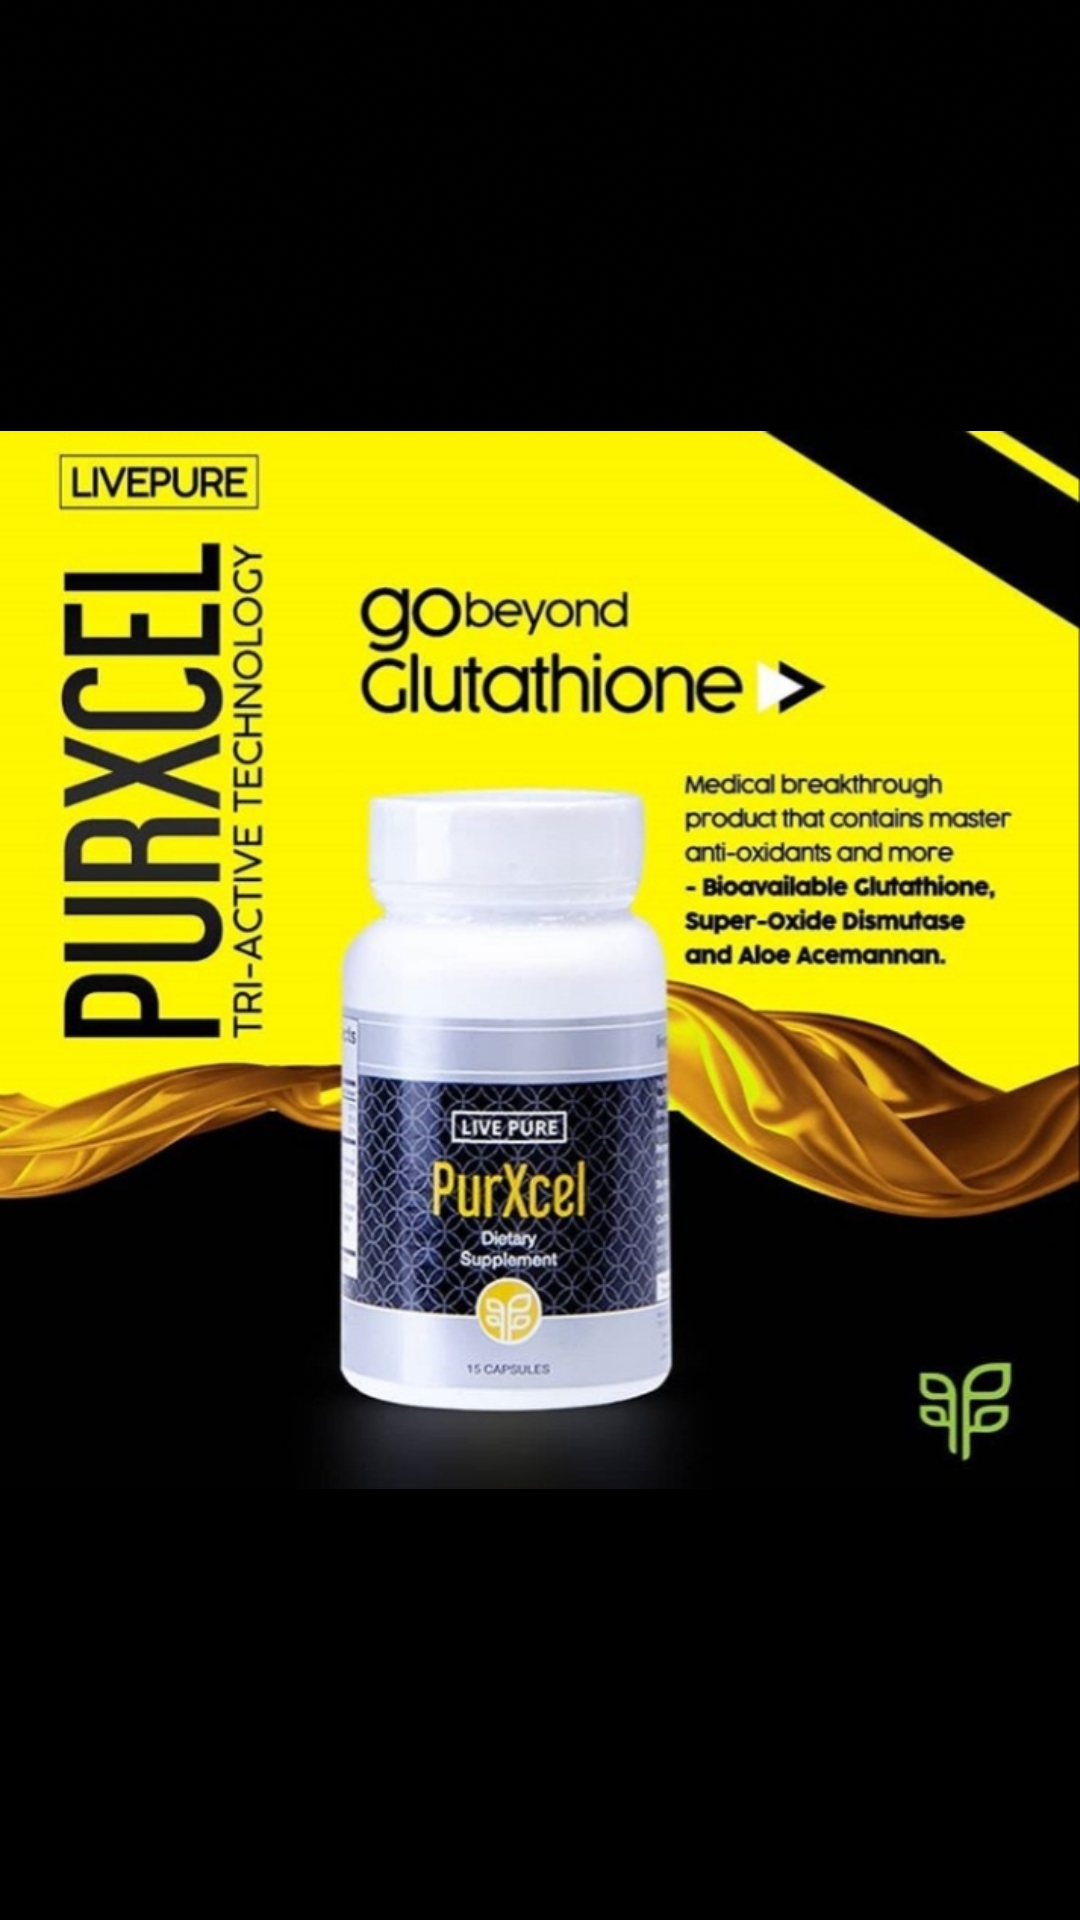 LIVEPURE
PURXCEL
TRI-ACTIVE TECHNOLOGY
go beyond
Glutathione
Medical breakthrough
product that contains master
anti-oxidants and more
- Bioavailable Glutathione,
Super-Oxide Dismutase
and Aloe Acemannan.
LIVE PURE
PurXcel
Dietary
Supplement
15 CAPSULES